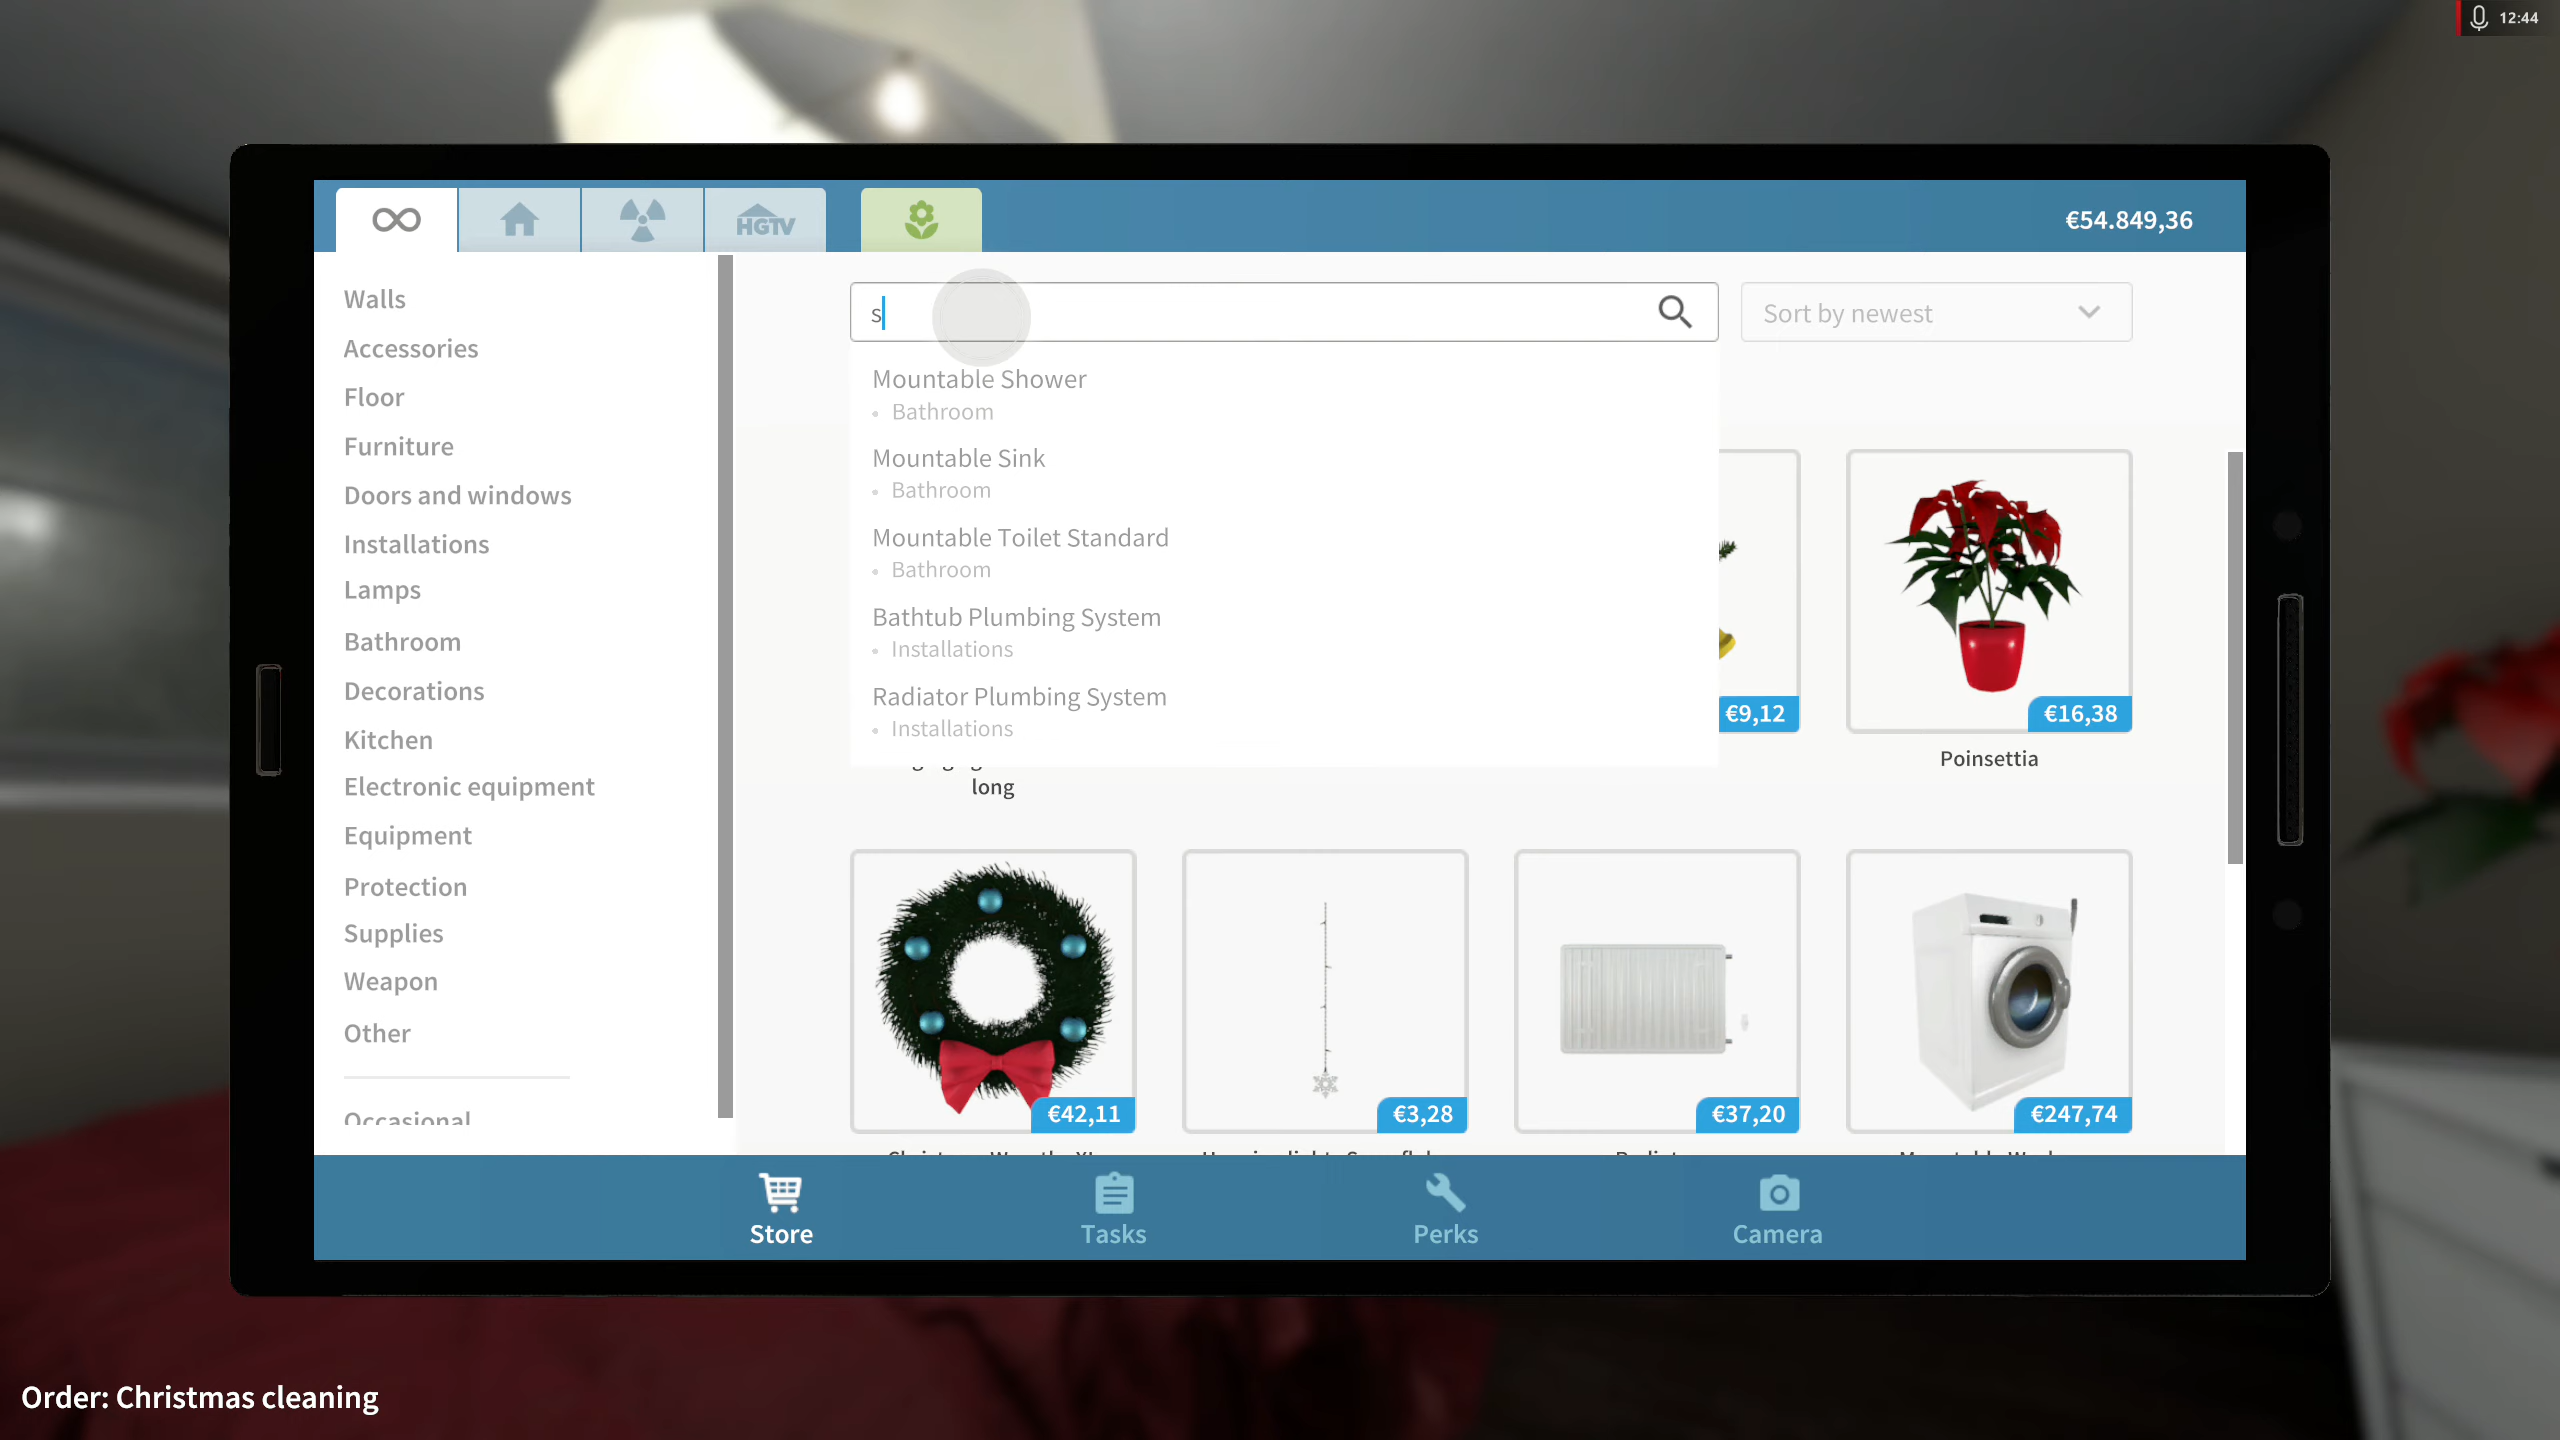 12:44
HGTV
€54.849,36
Walls
Accessories
Floor
Furniture
Doors and windows
Installations
Lamps
Bathroom
Decorations
Kitchen
Electronic equipment
Equipment
Protection
Supplies
Weapon
Other
Occasional
s
Sort by newest
Mountable Shower
• Bathroom
Mountable Sink
• Bathroom
Mountable Toilet Standard
• Bathroom
Bathtub Plumbing System
• Installations
Radiator Plumbing System
• Installations
€9,12
€16,38
long
Poinsettia
€42,11
€3,28
€37,20
€247,74
Store
Tasks
Perks
Camera
Order: Christmas cleaning